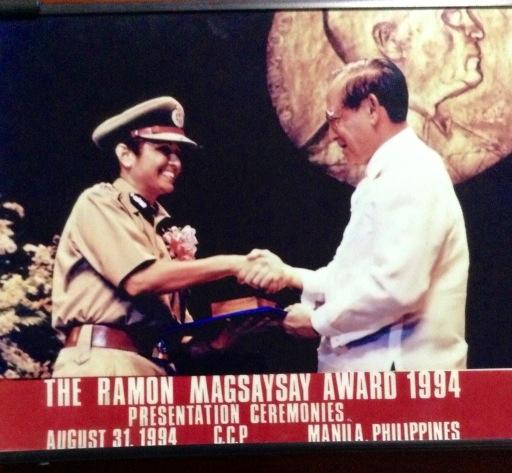 THE RAMON MAGSAYSAY AWARD 1994
PRESENTATION CEREMONIES.
AUGUST 31, 1994 C.C.P MANILA, PHILIPPINES